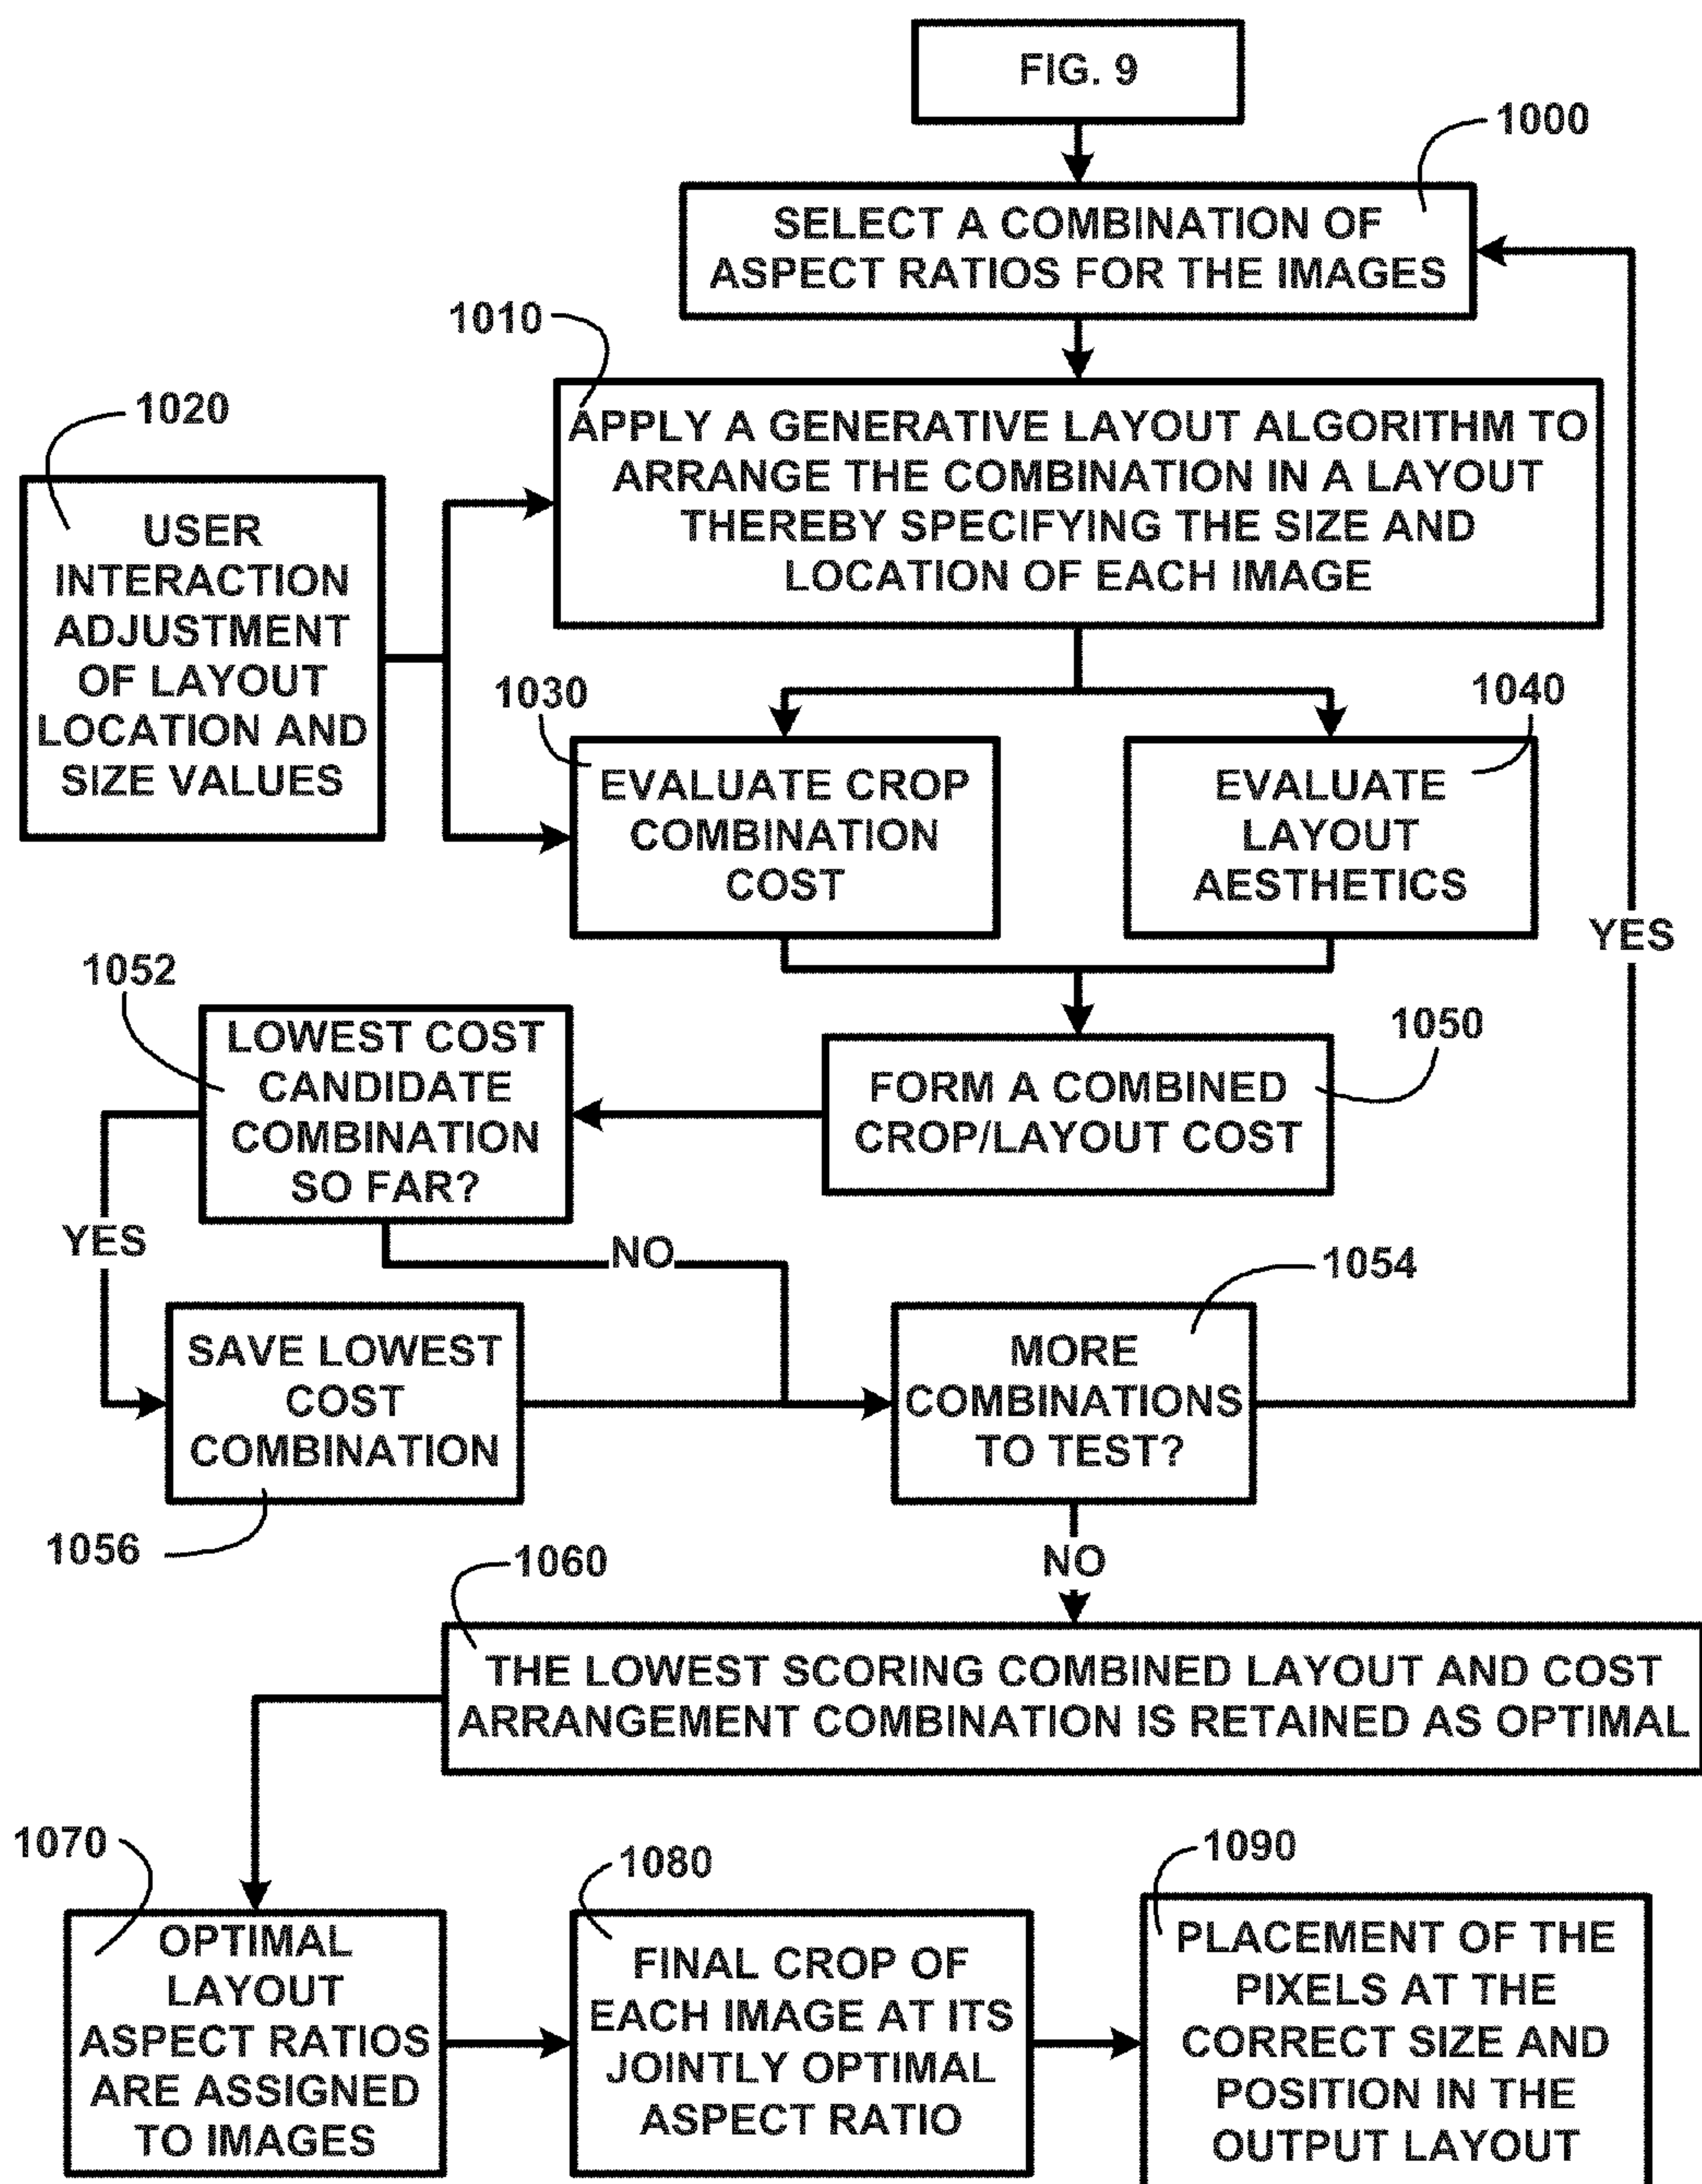 FIG. 9
1000
SELECT A COMBINATION OF
ASPECT RATIOS FOR THE IMAGES
1010
APPLY A GENERATIVE LAYOUT ALGORITHM TO
ARRANGE THE COMBINATION IN A LAYOUT
THEREBY SPECIFYING THE SIZE AND
LOCATION OF EACH IMAGE
1020
USER
INTERACTION
ADJUSTMENT
OF LAYOUT
LOCATION AND
SIZE VALUES
1030
EVALUATE CROP
COMBINATION
COST
1040
EVALUATE
LAYOUT
AESTHETICS
YES
1052
LOWEST COST
CANDIDATE
COMBINATION
SO FAR?
1050
FORM A COMBINED
CROP/LAYOUT COST
YES
NO
1054
SAVE LOWEST
COST
COMBINATION
MORE
COMBINATIONS
TO TEST?
1056
NO
1060
THE LOWEST SCORING COMBINED LAYOUT AND COST
ARRANGEMENT COMBINATION IS RETAINED AS OPTIMAL
1070
OPTIMAL
LAYOUT
ASPECT RATIOS
ARE ASSIGNED
TO IMAGES
1080
FINAL CROP OF
EACH IMAGE AT ITS
JOINTLY OPTIMAL
ASPECT RATIO
1090
PLACEMENT OF THE
PIXELS AT THE
CORRECT SIZE AND
POSITION IN THE
OUTPUT LAYOUT